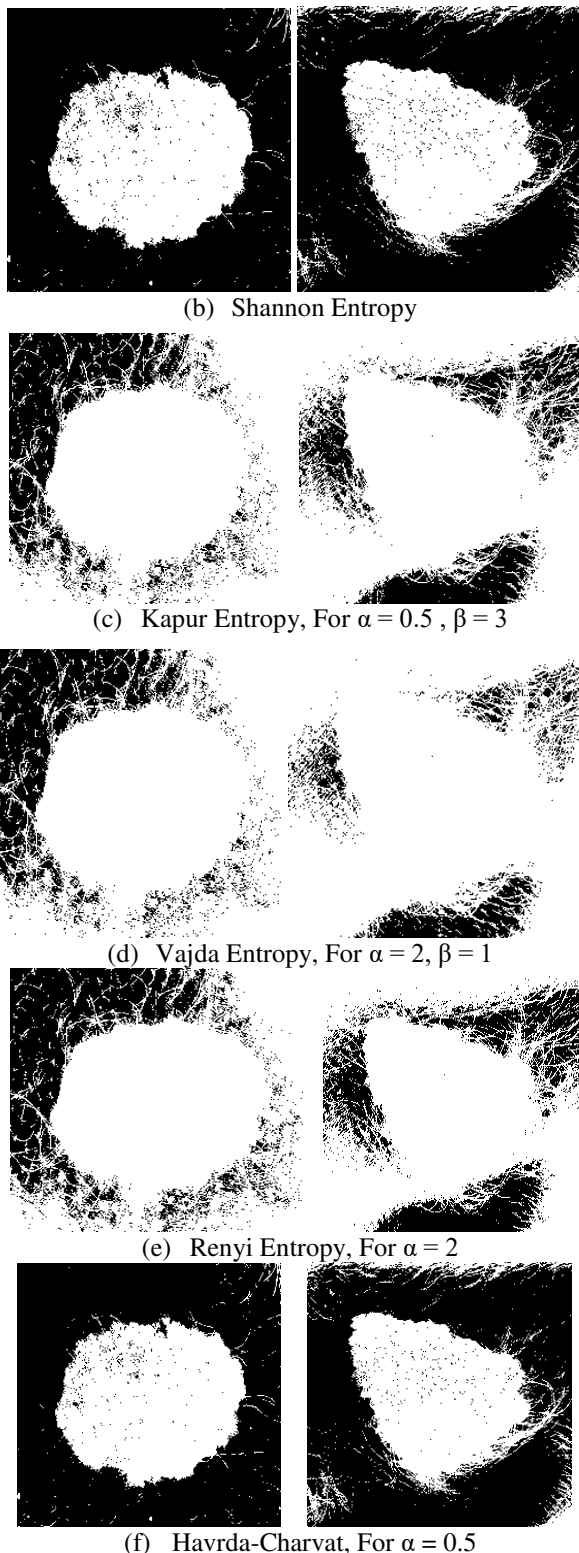 (b) Shannon Entropy
(c) Kapur Entropy, For α = 0.5 , β = 3
(d) Vajda Entropy, For α = 2, β = 1
(e) Renyi Entropy, For α = 2
(f) Havrda-Charvat, For α = 0.5